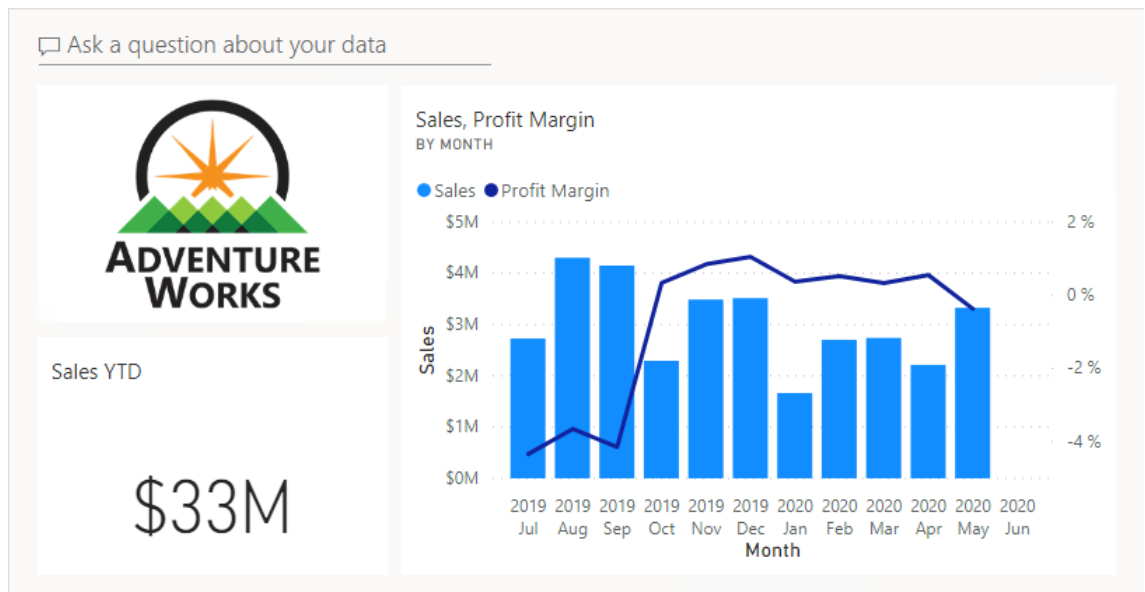 Ask a question about your data
ADVENTURE
WORKS
Sales YTD
$33M
Sales, Profit Margin
BY MONTH
Sales Profit Margin
$5M
$4M
$3M
$2M
$1M
$0M
Sales
2 %
0 %
-2 %
-4 %
2019 2019 2019 2019 2019 2019 2020 2020 2020 2020 2020 2020
Jul Aug Sep Oct Nov Dec Jan Feb Mar Apr May Jun
Month